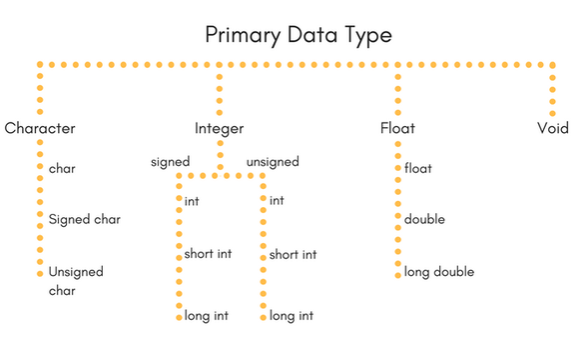 Primary Data Type
Character
Integer
Float
Void
char
Signed char
Unsigned
char
signed
unsigned
int
short int
long int
int
short int
long int
float
double
long double